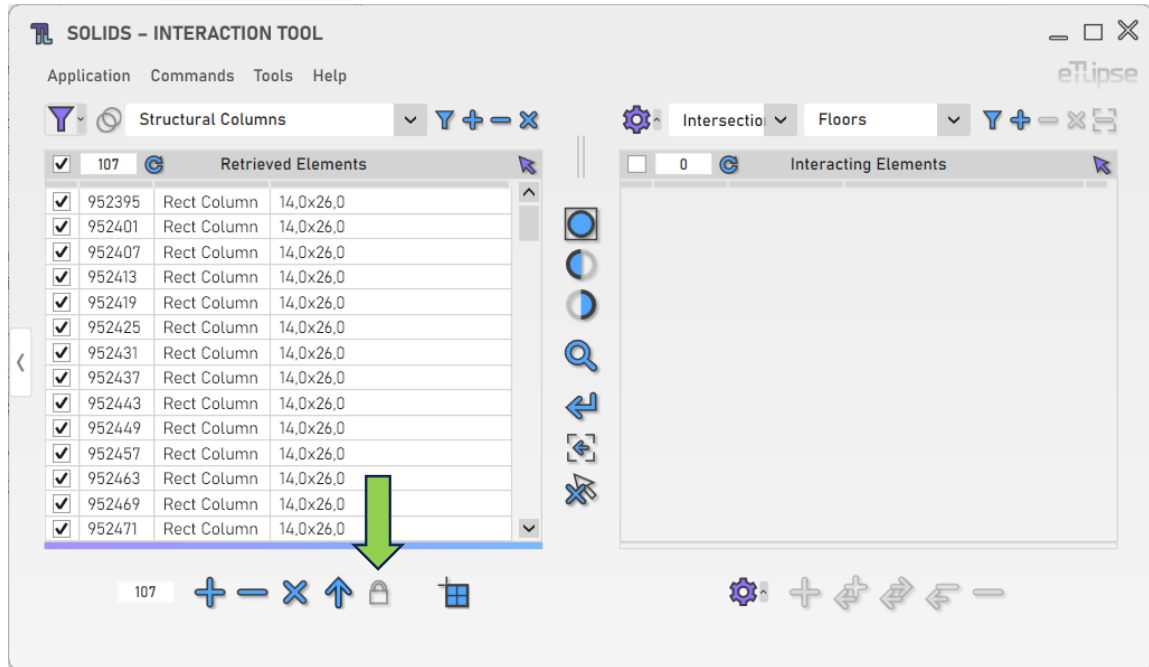 SOLIDS – INTERACTION TOOL
Application Commands Tools Help
eTLipse
Structural Columns
Intersectio Floors
107 Retrieved Elements
0 Interacting Elements
952395 Rect Column 14,0x26,0
952401 Rect Column 14,0x26,0
952407 Rect Column 14,0x26,0
952413 Rect Column 14,0x26,0
952419 Rect Column 14,0x26,0
952425 Rect Column 14,0x26,0
952431 Rect Column 14,0x26,0
952437 Rect Column 14,0x26,0
952443 Rect Column 14,0x26,0
952449 Rect Column 14,0x26,0
952457 Rect Column 14,0x26,0
952463 Rect Column 14,0x26,0
952469 Rect Column 14,0x26,0
952471 Rect Column 14,0x26,0
107